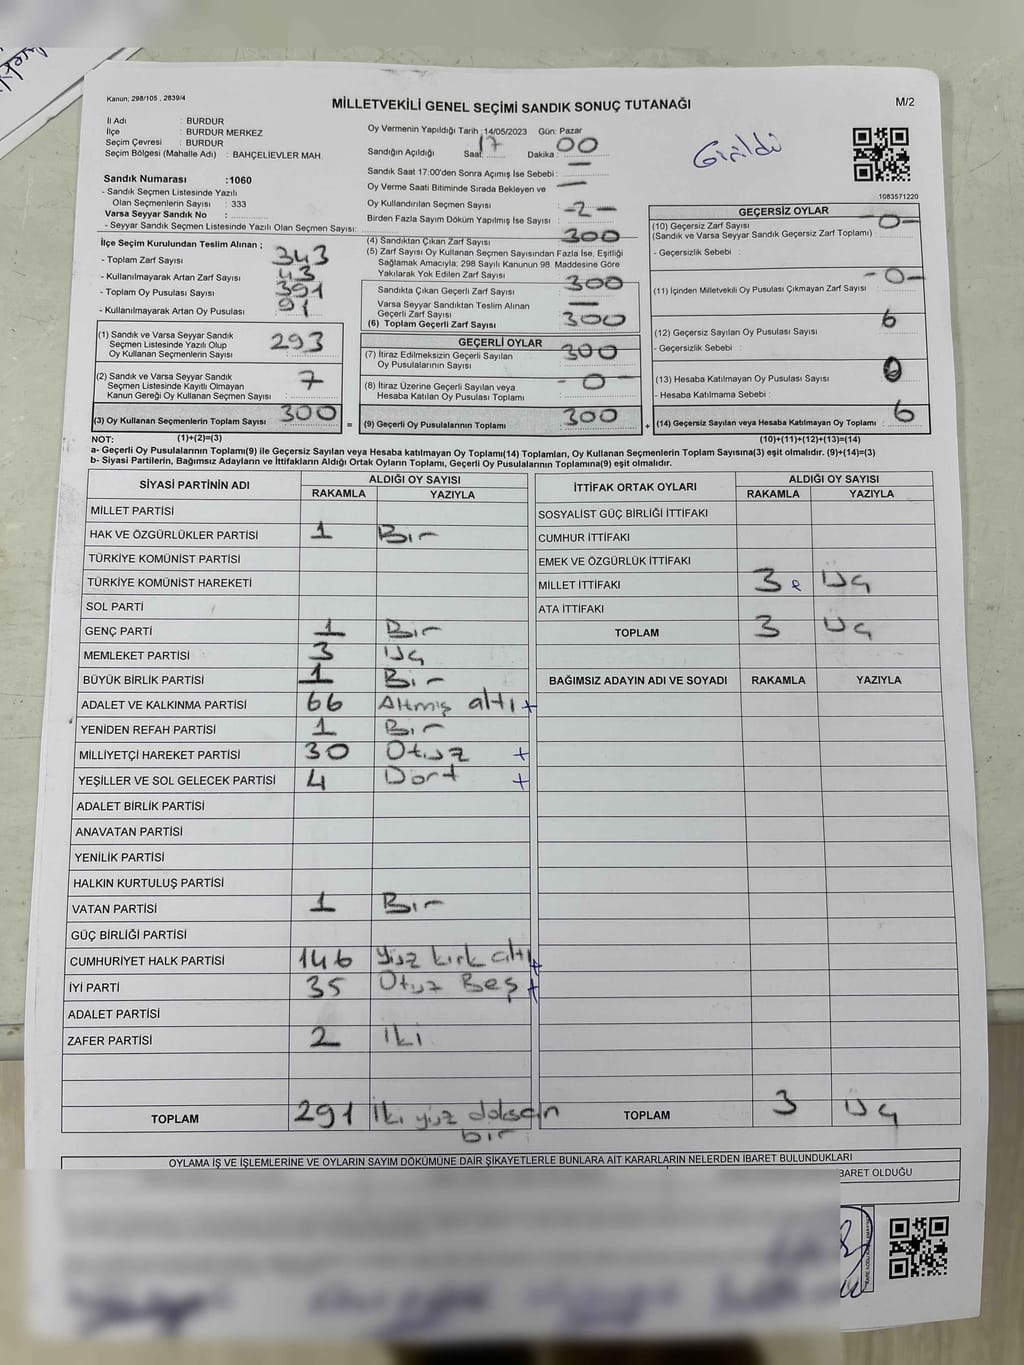 Kanun, 298/105 , 2839/4
MİLLETVEKİLİ GENEL SEÇİMİ SANDIK SONUÇ TUTANAĞI
M/2
İl Adı : BURDUR
İlçe : BURDUR MERKEZ
Seçim Çevresi : BURDUR
Seçim Bölgesi (Mahalle Adı) : BAHÇELİEVLER MAH.
Sandık Numarası :1060
- Sandık Seçmen Listesinde Yazılı
Olan Seçmenlerin Sayısı : 333
Varsa Seyyar Sandık No :
- Seyyar Sandık Seçmen Listesinde Yazılı Olan Seçmen Sayısı:
Oy Vermenin Yapıldığı Tarih :14/05/2023 Gün: Pazar
Sandığın Açıldığı Saat: 17 Dakika : 00
Sandık Saat 17:00'den Sonra Açımış İse Sebebi : —
Oy Verme Saati Bitiminde Sırada Bekleyen ve —
Oy Kullandırılan Seçmen Sayısı -2-
Birden Fazla Sayım Döküm Yapılmış İse Sayısı :
Girildi
1083571220
İlçe Seçim Kurulundan Teslim Alınan ;
- Toplam Zarf Sayısı 343
- Kullanılmayarak Artan Zarf Sayısı 43
- Toplam Oy Pusulası Sayısı 391
- Kullanılmayarak Artan Oy Pusulası 91
(1) Sandık ve Varsa Seyyar Sandık
Seçmen Listesinde Yazılı Olup
Oy Kullanan Seçmenlerin Sayısı 293
(2) Sandık ve Varsa Seyyar Sandık
Seçmen Listesinde Kayıtlı Olmayan
Kanun Gereği Oy Kullanan Seçmen Sayısı : 7
(3) Oy Kullanan Seçmenlerin Toplam Sayısı 300
(1)+(2)=(3)
(4) Sandıktan Çıkan Zarf Sayısı 300
(5) Zarf Sayısı Oy Kullanan Seçmen Sayısından Fazla İse, Eşitliği
Sağlamak Amacıyla; 298 Sayılı Kanunun 98. Maddesine Göre
Yakılarak Yok Edilen Zarf Sayısı
Sandıkta Çıkan Geçerli Zarf Sayısı 300
Varsa Seyyar Sandıktan Teslim Alınan
Geçerli Zarf Sayısı —
(6) Toplam Geçerli Zarf Sayısı 300
GEÇERLİ OYLAR
(7) İtiraz Edilmeksizin Geçerli Sayılan
Oy Pusulalarının Sayısı 300
(8) İtiraz Üzerine Geçerli Sayılan veya
Hesaba Katılan Oy Pusulası Toplamı - 0 -
= (9) Geçerli Oy Pusulalarının Toplamı 300
GEÇERSİZ OYLAR
(10) Geçersiz Zarf Sayısı
(Sandık ve Varsa Seyyar Sandık Geçersiz Zarf Toplamı) : -0-
- Geçersizlik Sebebi :
(11) İçinden Milletvekili Oy Pusulası Çıkmayan Zarf Sayısı -0-
(12) Geçersiz Sayılan Oy Pusulası Sayısı 6
- Geçersizlik Sebebi :
(13) Hesaba Katılmayan Oy Pusulası Sayısı 0
- Hesaba Katılmama Sebebi :
+ (14) Geçersiz Sayılan veya Hesaba Katılmayan Oy Toplamı : 6
(10)+(11)+(12)+(13)=(14)
NOT:
a- Geçerli Oy Pusulalarının Toplamı(9) ile Geçersiz Sayılan veya Hesaba katılmayan Oy Toplamı(14) Toplamları, Oy Kullanan Seçmenlerin Toplam Sayısına(3) eşit olmalıdır. (9)+(14)=(3)
b- Siyasi Partilerin, Bağımsız Adayların ve İttifakların Aldığı Ortak Oyların Toplamı, Geçerli Oy Pusulalarının Toplamına(9) eşit olmalıdır.
SİYASİ PARTİNİN ADI ALDIĞI OY SAYISI
RAKAMLA YAZIYLA
MİLLET PARTİSİ
HAK VE ÖZGÜRLÜKLER PARTİSİ 1 Bir
TÜRKİYE KOMÜNİST PARTİSİ
TÜRKİYE KOMÜNİST HAREKETİ
SOL PARTİ
GENÇ PARTİ 1 Bir
MEMLEKET PARTİSİ 3 Üç
BÜYÜK BİRLİK PARTİSİ 1 Bir
ADALET VE KALKINMA PARTİSİ 66 Altmış altı +
YENİDEN REFAH PARTİSİ 1 Bir
MİLLİYETÇİ HAREKET PARTİSİ 30 Otuz +
YEŞİLLER VE SOL GELECEK PARTİSİ 4 Dört +
ADALET BİRLİK PARTİSİ
ANAVATAN PARTİSİ
YENİLİK PARTİSİ
HALKIN KURTULUŞ PARTİSİ
VATAN PARTİSİ 1 Bir
GÜÇ BİRLİĞİ PARTİSİ
CUMHURİYET HALK PARTİSİ 146 Yüz kırk altı +
İYİ PARTİ 35 Otuz Beş +
ADALET PARTİSİ
ZAFER PARTİSİ 2 iki
TOPLAM 291 İki yüz doksan
bir
İTTİFAK ORTAK OYLARI ALDIĞI OY SAYISI
RAKAMLA YAZIYLA
SOSYALİST GÜÇ BİRLİĞİ İTTİFAKI
CUMHUR İTTİFAKI
EMEK VE ÖZGÜRLÜK İTTİFAKI
MİLLET İTTİFAKI 3 Üç
ATA İTTİFAKI
TOPLAM 3 Üç
BAĞIMSIZ ADAYIN ADI VE SOYADI RAKAMLA YAZIYLA
TOPLAM 3 Üç
OYLAMA İŞ VE İŞLEMLERİNE VE OYLARIN SAYIM DÖKÜMÜNE DAİR ŞİKAYETLERLE BUNLARA AİT KARARLARIN NELERDEN İBARET BULUNDUKLARI
İBARET OLDUĞU